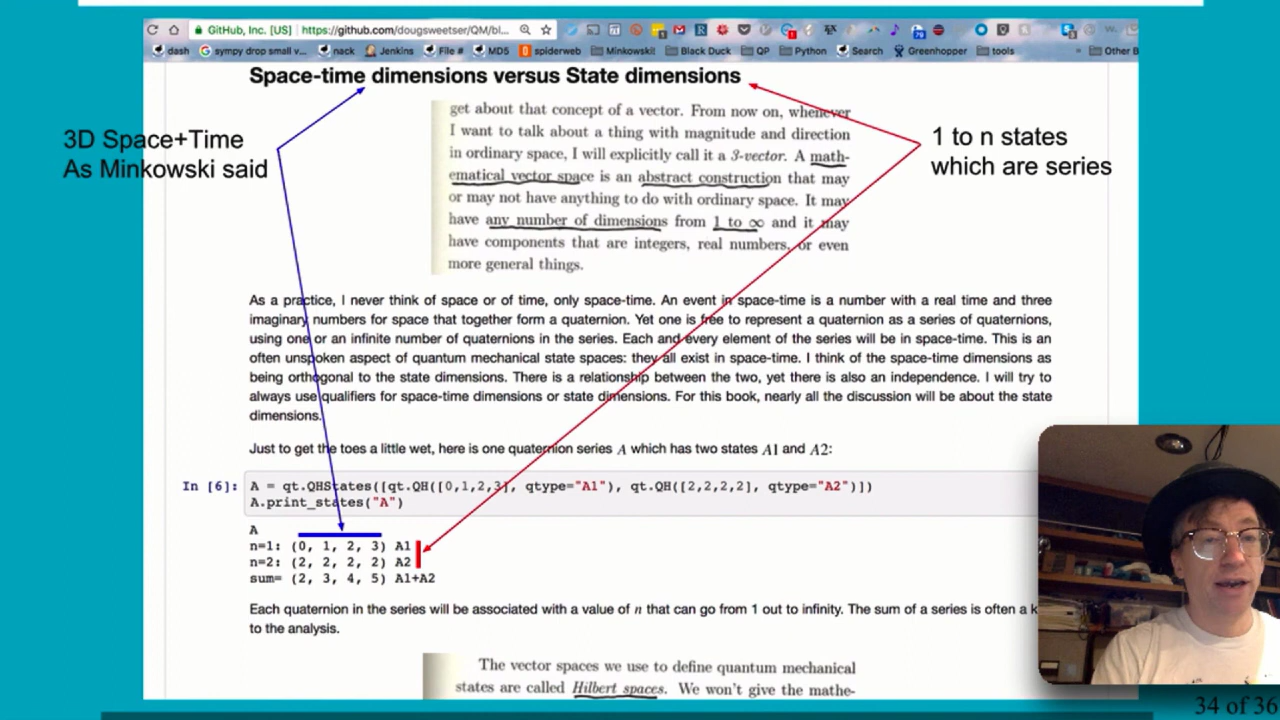 GitHub, Inc. [US]
https://github.com/dougsweetser/QM/bl...
dash
sympy drop small v...
nack
Jenkins
File #
MD5
spiderweb
Minkowski
Black Duck
QP
Python
Search
Greenhopper
tools
»
Other B
Space-time dimensions versus State dimensions
3D Space+Time
As Minkowski said
1 to n states
which are series
get about that concept of a vector. From now on, whenever
I want to talk about a thing with magnitude and direction
in ordinary space, I will explicitly call it a 3-vector. A math-
ematical vector space is an abstract construction that may
or may not have anything to do with ordinary space. It may
have any number of dimensions from 1 to ∞ and it may
have components that are integers, real numbers, or even
more general things.
As a practice, I never think of space or of time, only space-time. An event in space-time is a number with a real time and three
imaginary numbers for space that together form a quaternion. Yet one is free to represent a quaternion as a series of quaternions,
using one or an infinite number of quaternions in the series. Each and every element of the series will be in space-time. This is an
often unspoken aspect of quantum mechanical state spaces: they all exist in space-time. I think of the space-time dimensions as
being orthogonal to the state dimensions. There is a relationship between the two, yet there is also an independence. I will try to
always use qualifiers for space-time dimensions or state dimensions. For this book, nearly all the discussion will be about the state
dimensions.
Just to get the toes a little wet, here is one quaternion series A which has two states A1 and A2:
In [6]: A = qt.QHStates([qt.QH([0,1,2,3], qtype="A1"), qt.QH([2,2,2,2], qtype="A2")])
A.print_states("A")
A
n=1: (0, 1, 2, 3) A1
n=2: (2, 2, 2, 2) A2
sum= (2, 3, 4, 5) A1+A2
Each quaternion in the series will be associated with a value of n that can go from 1 out to infinity. The sum of a series is often a k
to the analysis.
The vector spaces we use to define quantum mechanical
states are called Hilbert spaces. We won't give the mathe-
34 of 36